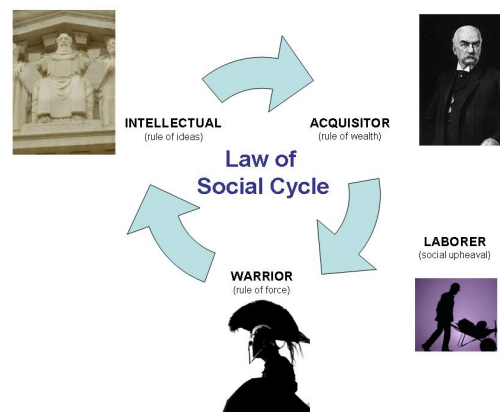 INTELLECTUAL
(rule of ideas)
ACQUISITOR
(rule of wealth)
Law of
Social Cycle
LABORER
(social upheaval)
WARRIOR
(rule of force)